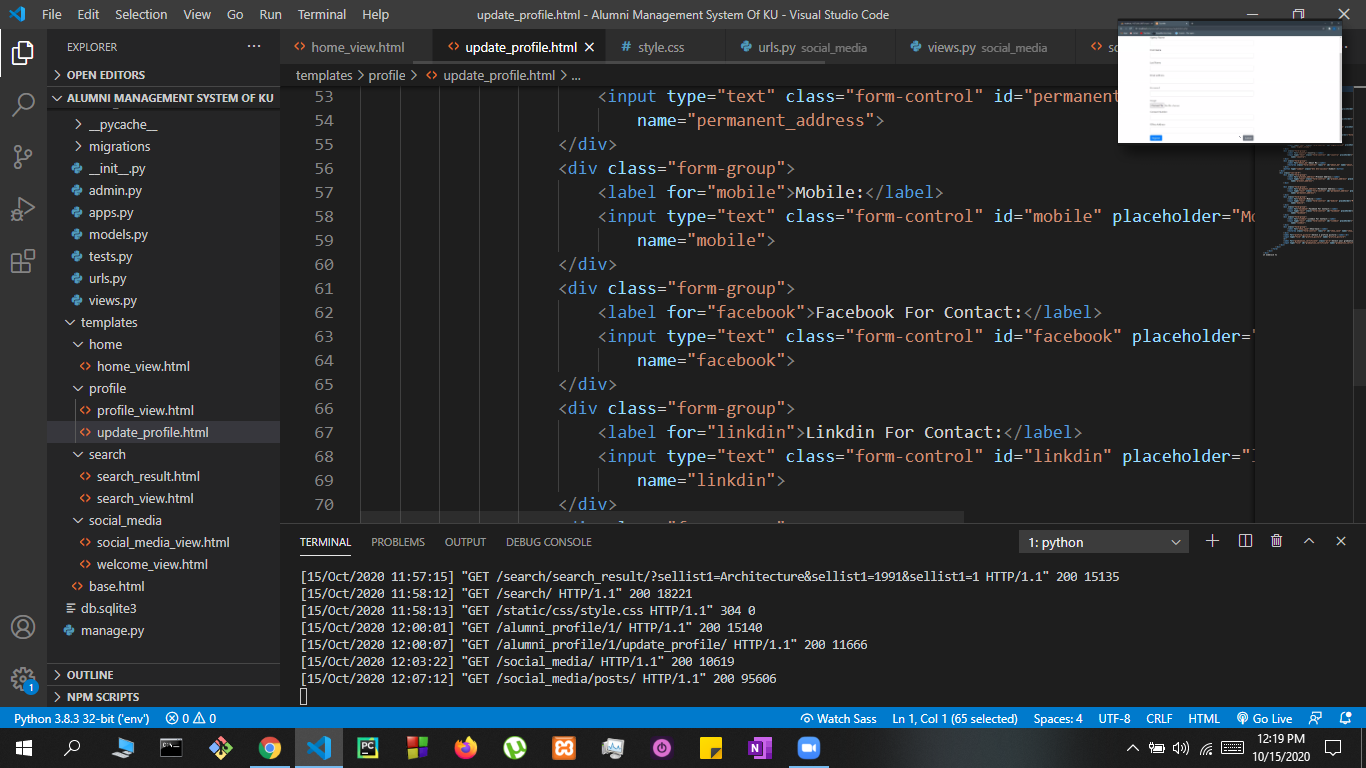 File Edit Selection View Go Run Terminal Help update_profile.html - Alumni Management System Of KU - Visual Studio Code
EXPLORER ···
home_view.html update_profile.html style.css urls.py social_media views.py social_media
OPEN EDITORS
templates > profile > update_profile.html > ...
ALUMNI MANAGEMENT SYSTEM OF KU
__pycache__
migrations
__init__.py
admin.py
apps.py
models.py
tests.py
urls.py
views.py
templates
home
home_view.html
profile
profile_view.html
update_profile.html
search
search_result.html
search_view.html
social_media
social_media_view.html
welcome_view.html
base.html
db.sqlite3
manage.py
OUTLINE
NPM SCRIPTS
53 <input type="text" class="form-control" id="permanent
54 name="permanent_address">
55 </div>
56 <div class="form-group">
57 <label for="mobile">Mobile:</label>
58 <input type="text" class="form-control" id="mobile" placeholder="Mo
59 name="mobile">
60 </div>
61 <div class="form-group">
62 <label for="facebook">Facebook For Contact:</label>
63 <input type="text" class="form-control" id="facebook" placeholder="
64 name="facebook">
65 </div>
66 <div class="form-group">
67 <label for="linkdin">Linkdin For Contact:</label>
68 <input type="text" class="form-control" id="linkdin" placeholder="l
69 name="linkdin">
70 </div>
TERMINAL PROBLEMS OUTPUT DEBUG CONSOLE 1: python
[15/Oct/2020 11:57:15] "GET /search/search_result/?sellist1=Architecture&sellist1=1991&sellist1=1 HTTP/1.1" 200 15135
[15/Oct/2020 11:58:12] "GET /search/ HTTP/1.1" 200 18221
[15/Oct/2020 11:58:13] "GET /static/css/style.css HTTP/1.1" 304 0
[15/Oct/2020 12:00:01] "GET /alumni_profile/1/ HTTP/1.1" 200 15140
[15/Oct/2020 12:00:07] "GET /alumni_profile/1/update_profile/ HTTP/1.1" 200 11666
[15/Oct/2020 12:03:22] "GET /social_media/ HTTP/1.1" 200 10619
[15/Oct/2020 12:07:12] "GET /social_media/posts/ HTTP/1.1" 200 95606
1
Python 3.8.3 32-bit ('env') 0 0 Watch Sass Ln 1, Col 1 (65 selected) Spaces: 4 UTF-8 CRLF HTML Go Live
12:19 PM
10/15/2020